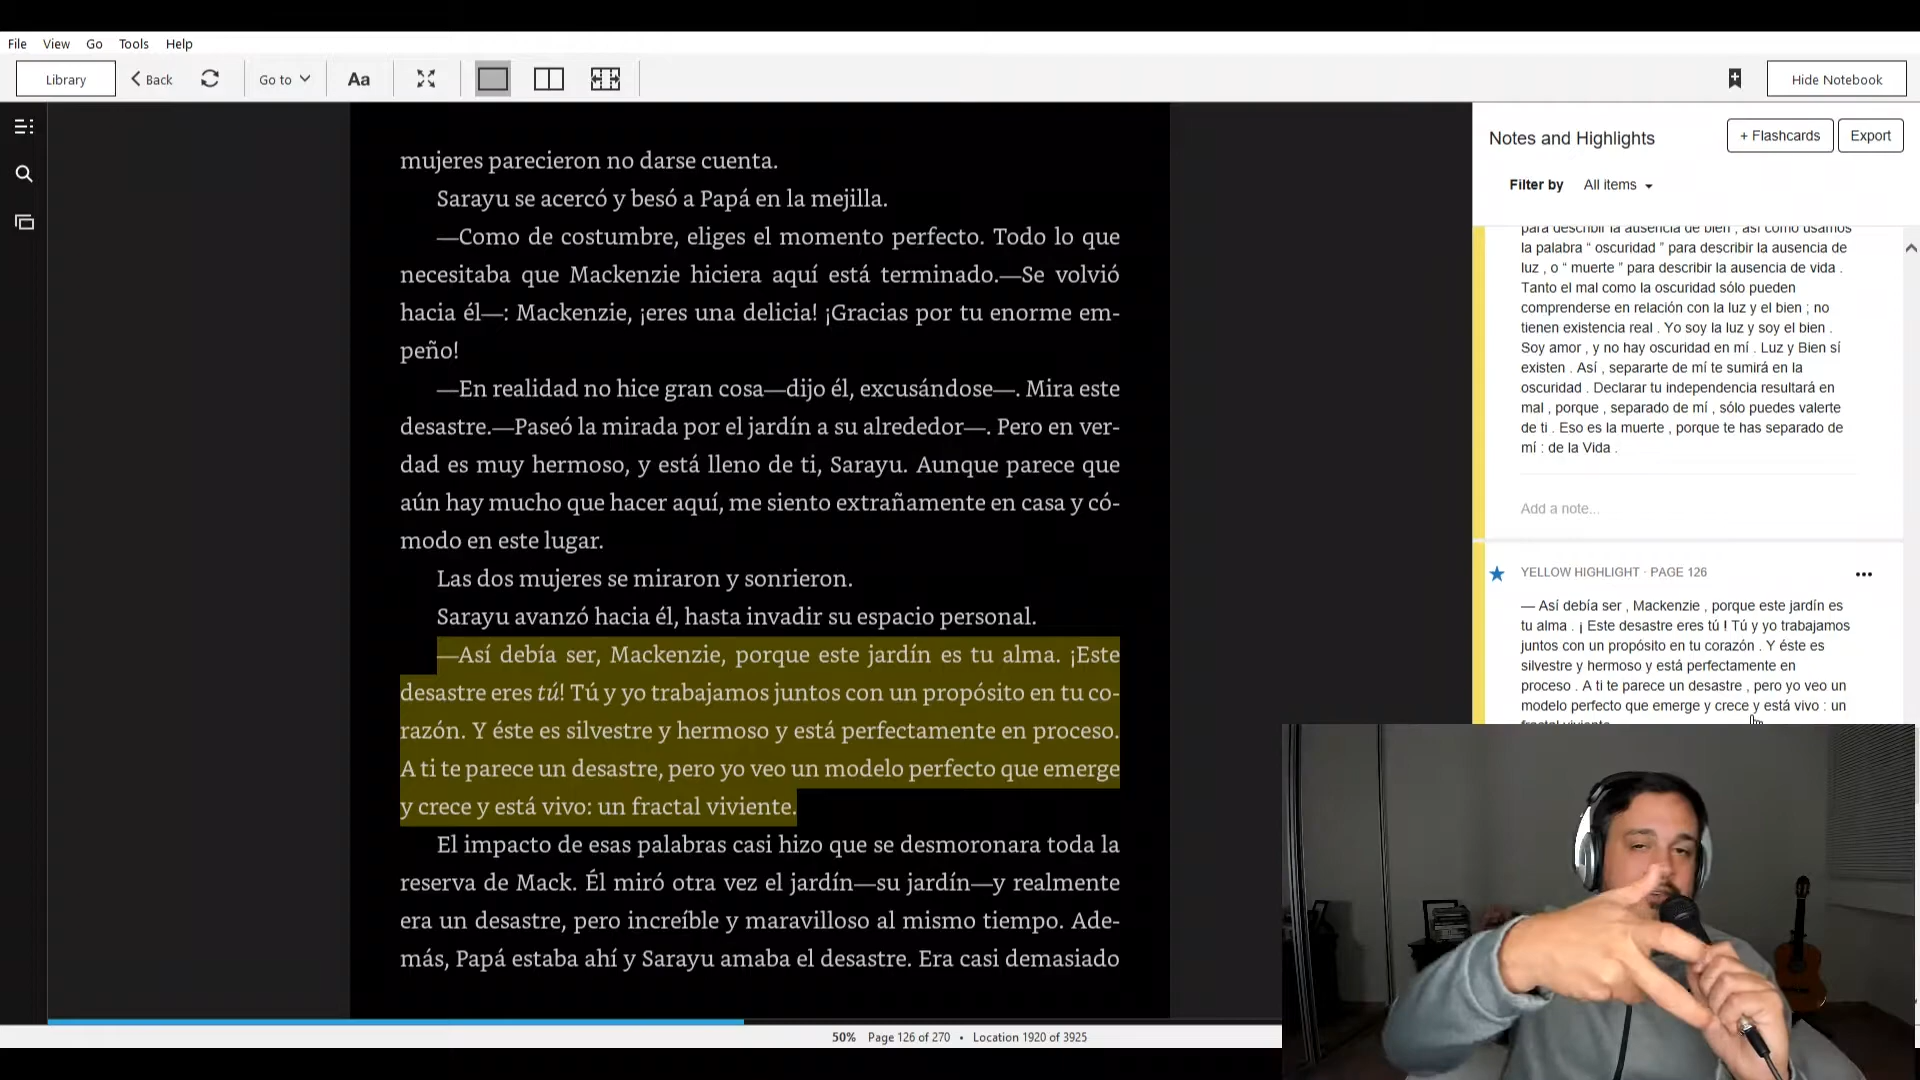 File View Go Tools Help
Library Back Go to Aa Hide Notebook
mujeres parecieron no darse cuenta.
Sarayu se acercó y besó a Papá en la mejilla.
—Como de costumbre, eliges el momento perfecto. Todo lo que
necesitaba que Mackenzie hiciera aquí está terminado.—Se volvió
hacia él—: Mackenzie, ¡eres una delicia! ¡Gracias por tu enorme em-
peño!
—En realidad no hice gran cosa—dijo él, excusándose—. Mira este
desastre.—Paseó la mirada por el jardín a su alrededor—. Pero en ver-
dad es muy hermoso, y está lleno de ti, Sarayu. Aunque parece que
aún hay mucho que hacer aquí, me siento extrañamente en casa y có-
modo en este lugar.
Las dos mujeres se miraron y sonrieron.
Sarayu avanzó hacia él, hasta invadir su espacio personal.
—Así debía ser, Mackenzie, porque este jardín es tu alma. ¡Este
desastre eres tú! Tú y yo trabajamos juntos con un propósito en tu co-
razón. Y éste es silvestre y hermoso y está perfectamente en proceso.
A ti te parece un desastre, pero yo veo un modelo perfecto que emerge
y crece y está vivo: un fractal viviente.
El impacto de esas palabras casi hizo que se desmoronara toda la
reserva de Mack. Él miró otra vez el jardín—su jardín—y realmente
era un desastre, pero increíble y maravilloso al mismo tiempo. Ade-
más, Papá estaba ahí y Sarayu amaba el desastre. Era casi demasiado
50% Page 126 of 270 • Location 1920 of 3925
Notes and Highlights + Flashcards Export
Filter by All items
para describir la ausencia de bien , así como usamos
la palabra “ oscuridad ” para describir la ausencia de
luz , o “ muerte ” para describir la ausencia de vida .
Tanto el mal como la oscuridad sólo pueden
comprenderse en relación con la luz y el bien ; no
tienen existencia real . Yo soy la luz y soy el bien .
Soy amor , y no hay oscuridad en mí . Luz y Bien sí
existen . Así , separarte de mí te sumirá en la
oscuridad . Declarar tu independencia resultará en
mal , porque , separado de mí , sólo puedes valerte
de ti . Eso es la muerte , porque te has separado de
mí : de la Vida .
Add a note...
YELLOW HIGHLIGHT · PAGE 126
— Así debía ser , Mackenzie , porque este jardín es
tu alma . ¡ Este desastre eres tú ! Tú y yo trabajamos
juntos con un propósito en tu corazón . Y éste es
silvestre y hermoso y está perfectamente en
proceso . A ti te parece un desastre , pero yo veo un
modelo perfecto que emerge y crece y está vivo : un
fractal viviente .